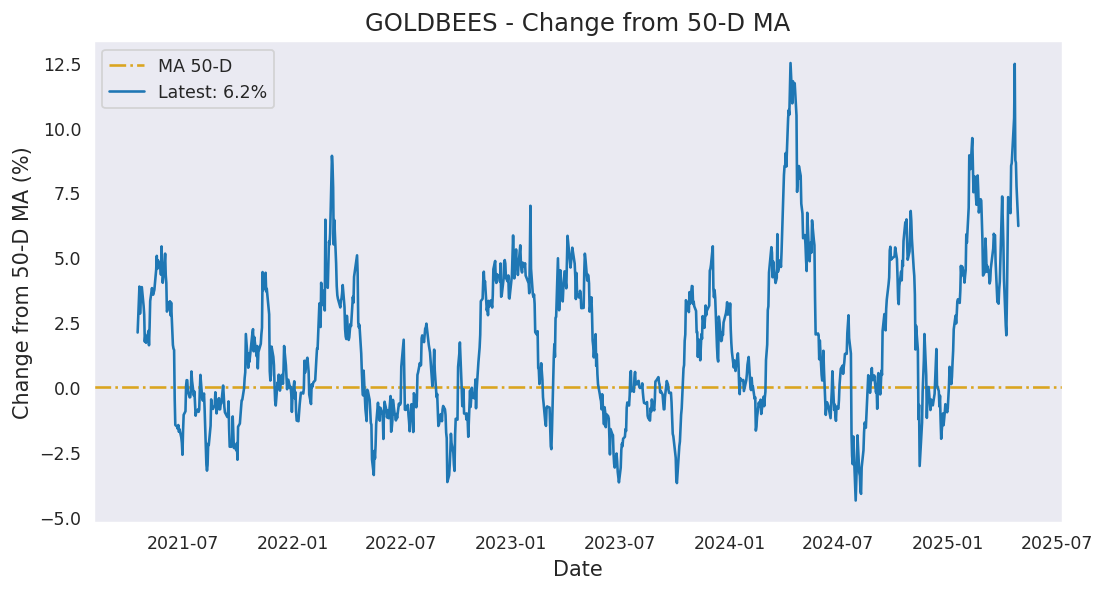 GOLDBEES - Change from 50-D MA
MA 50-D
Latest: 6.2%
Change from 50-D MA (%)
12.5
10.0
7.5
5.0
2.5
0.0
−2.5
−5.0
2021-07 2022-01 2022-07 2023-01 2023-07 2024-01 2024-07 2025-01 2025-07
Date